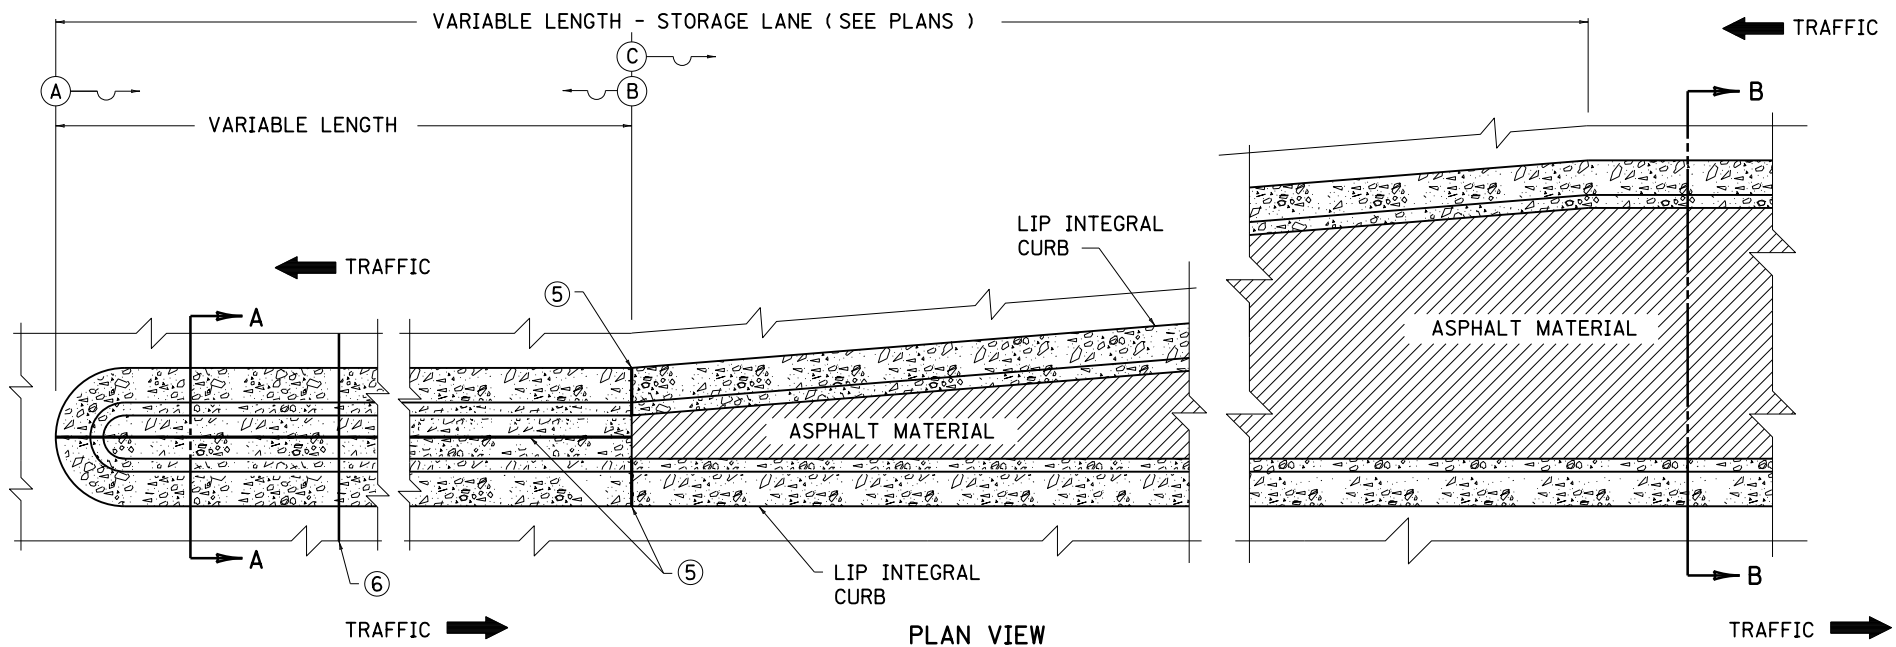 VARIABLE LENGTH - STORAGE LANE ( SEE PLANS )
TRAFFIC
C
A
B
B
VARIABLE LENGTH
LIP INTEGRAL
CURB
TRAFFIC
5
A
ASPHALT MATERIAL
ASPHALT MATERIAL
A
5
6
LIP INTEGRAL
CURB
B
TRAFFIC
PLAN VIEW
TRAFFIC